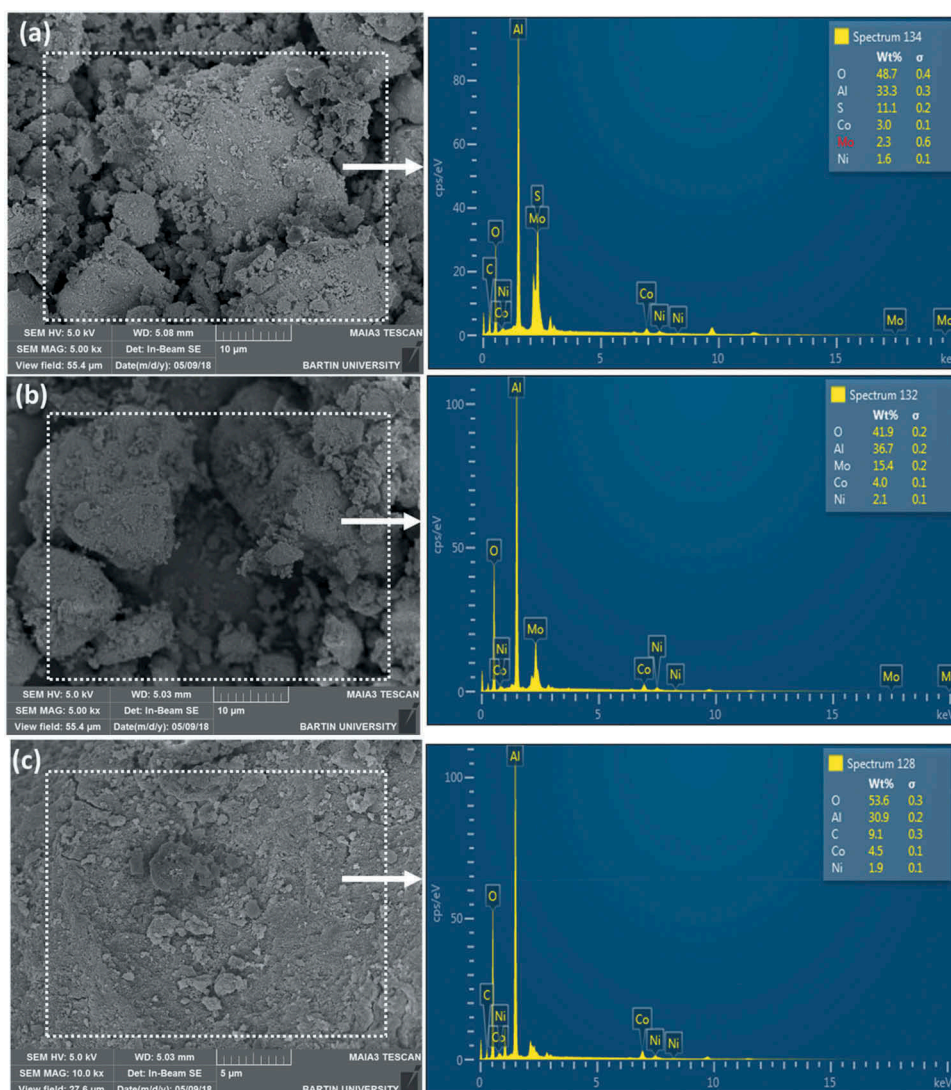 (a)
SEM HV: 5.0 kV WD: 5.08 mm MAIA3 TESCAN
SEM MAG: 5.00 kx Det: In-Beam SE 10 µm
View field: 55.4 µm Date(m/d/y): 05/09/18 BARTIN UNIVERSITY
Spectrum 134
Wt% σ
O 48.7 0.4
Al 33.3 0.3
S 11.1 0.2
Co 3.0 0.1
Mo 2.3 0.6
Ni 1.6 0.1
cps/eV
80
60
40
20
0
Al
S
Mo
O
C
Ni
Co
Co
Ni
Ni
Mo
Mo
0 5 10 15 keV
(b)
SEM HV: 5.0 kV WD: 5.03 mm MAIA3 TESCAN
SEM MAG: 5.00 kx Det: In-Beam SE 10 µm
View field: 55.4 µm Date(m/d/y): 05/09/18 BARTIN UNIVERSITY
Spectrum 132
Wt% σ
O 41.9 0.2
Al 36.7 0.2
Mo 15.4 0.2
Co 4.0 0.1
Ni 2.1 0.1
cps/eV
100
50
0
Al
O
Mo
Ni
Co
Ni
Co
Ni
Mo
0 5 10 15
(c)
SEM HV: 5.0 kV WD: 5.03 mm MAIA3 TESCAN
SEM MAG: 10.0 kx Det: In-Beam SE 5 µm
View field: 27.6 µm Date(m/d/y): 05/09/18 BARTIN UNIVERSITY
Spectrum 128
Wt% σ
O 53.6 0.3
Al 30.9 0.2
C 9.1 0.3
Co 4.5 0.1
Ni 1.9 0.1
cps/eV
100
50
0
Al
O
C
Ni
Co
Co
Ni
Ni
0 5 10 15 keV